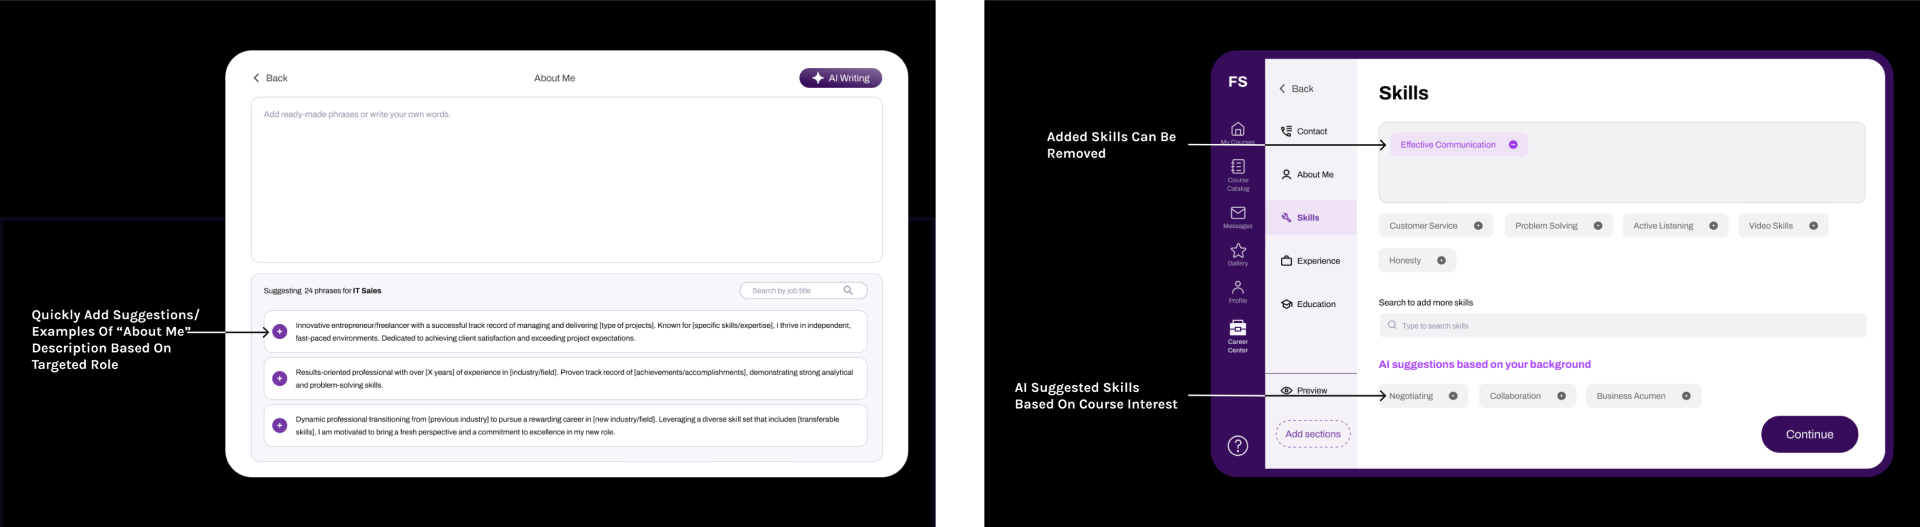 Back
About Me
AI Writing
Add ready-made phrases or write your own words.
Suggesting 24 phrases for IT Sales
Search by job title
Innovative entrepreneur/freelancer with a successful track record of managing and delivering [type of projects]. Known for [specific skills/expertise], I thrive in independent,
fast-paced environments. Dedicated to achieving client satisfaction and exceeding project expectations.
Results-oriented professional with over [X years] of experience in [industry/field]. Proven track record of [achievements/accomplishments], demonstrating strong analytical
and problem-solving skills.
Dynamic professional transitioning from [previous industry] to pursue a rewarding career in [new industry/field]. Leveraging a diverse skill set that includes [transferable
skills], I am motivated to bring a fresh perspective and a commitment to excellence in my new role.
Quickly Add Suggestions/
Examples Of “About Me”
Description Based On
Targeted Role
Added Skills Can Be
Removed
AI Suggested Skills
Based On Course Interest
FS
My Courses
Course
Catalog
Messages
Gallery
Profile
Career
Center
Back
Contact
About Me
Skills
Experience
Education
Preview
Add sections
Skills
Effective Communication
Customer Service
Problem Solving
Active Listening
Video Skills
Honesty
Search to add more skills
Type to search skills
AI suggestions based on your background
Negotiating
Collaboration
Business Acumen
Continue